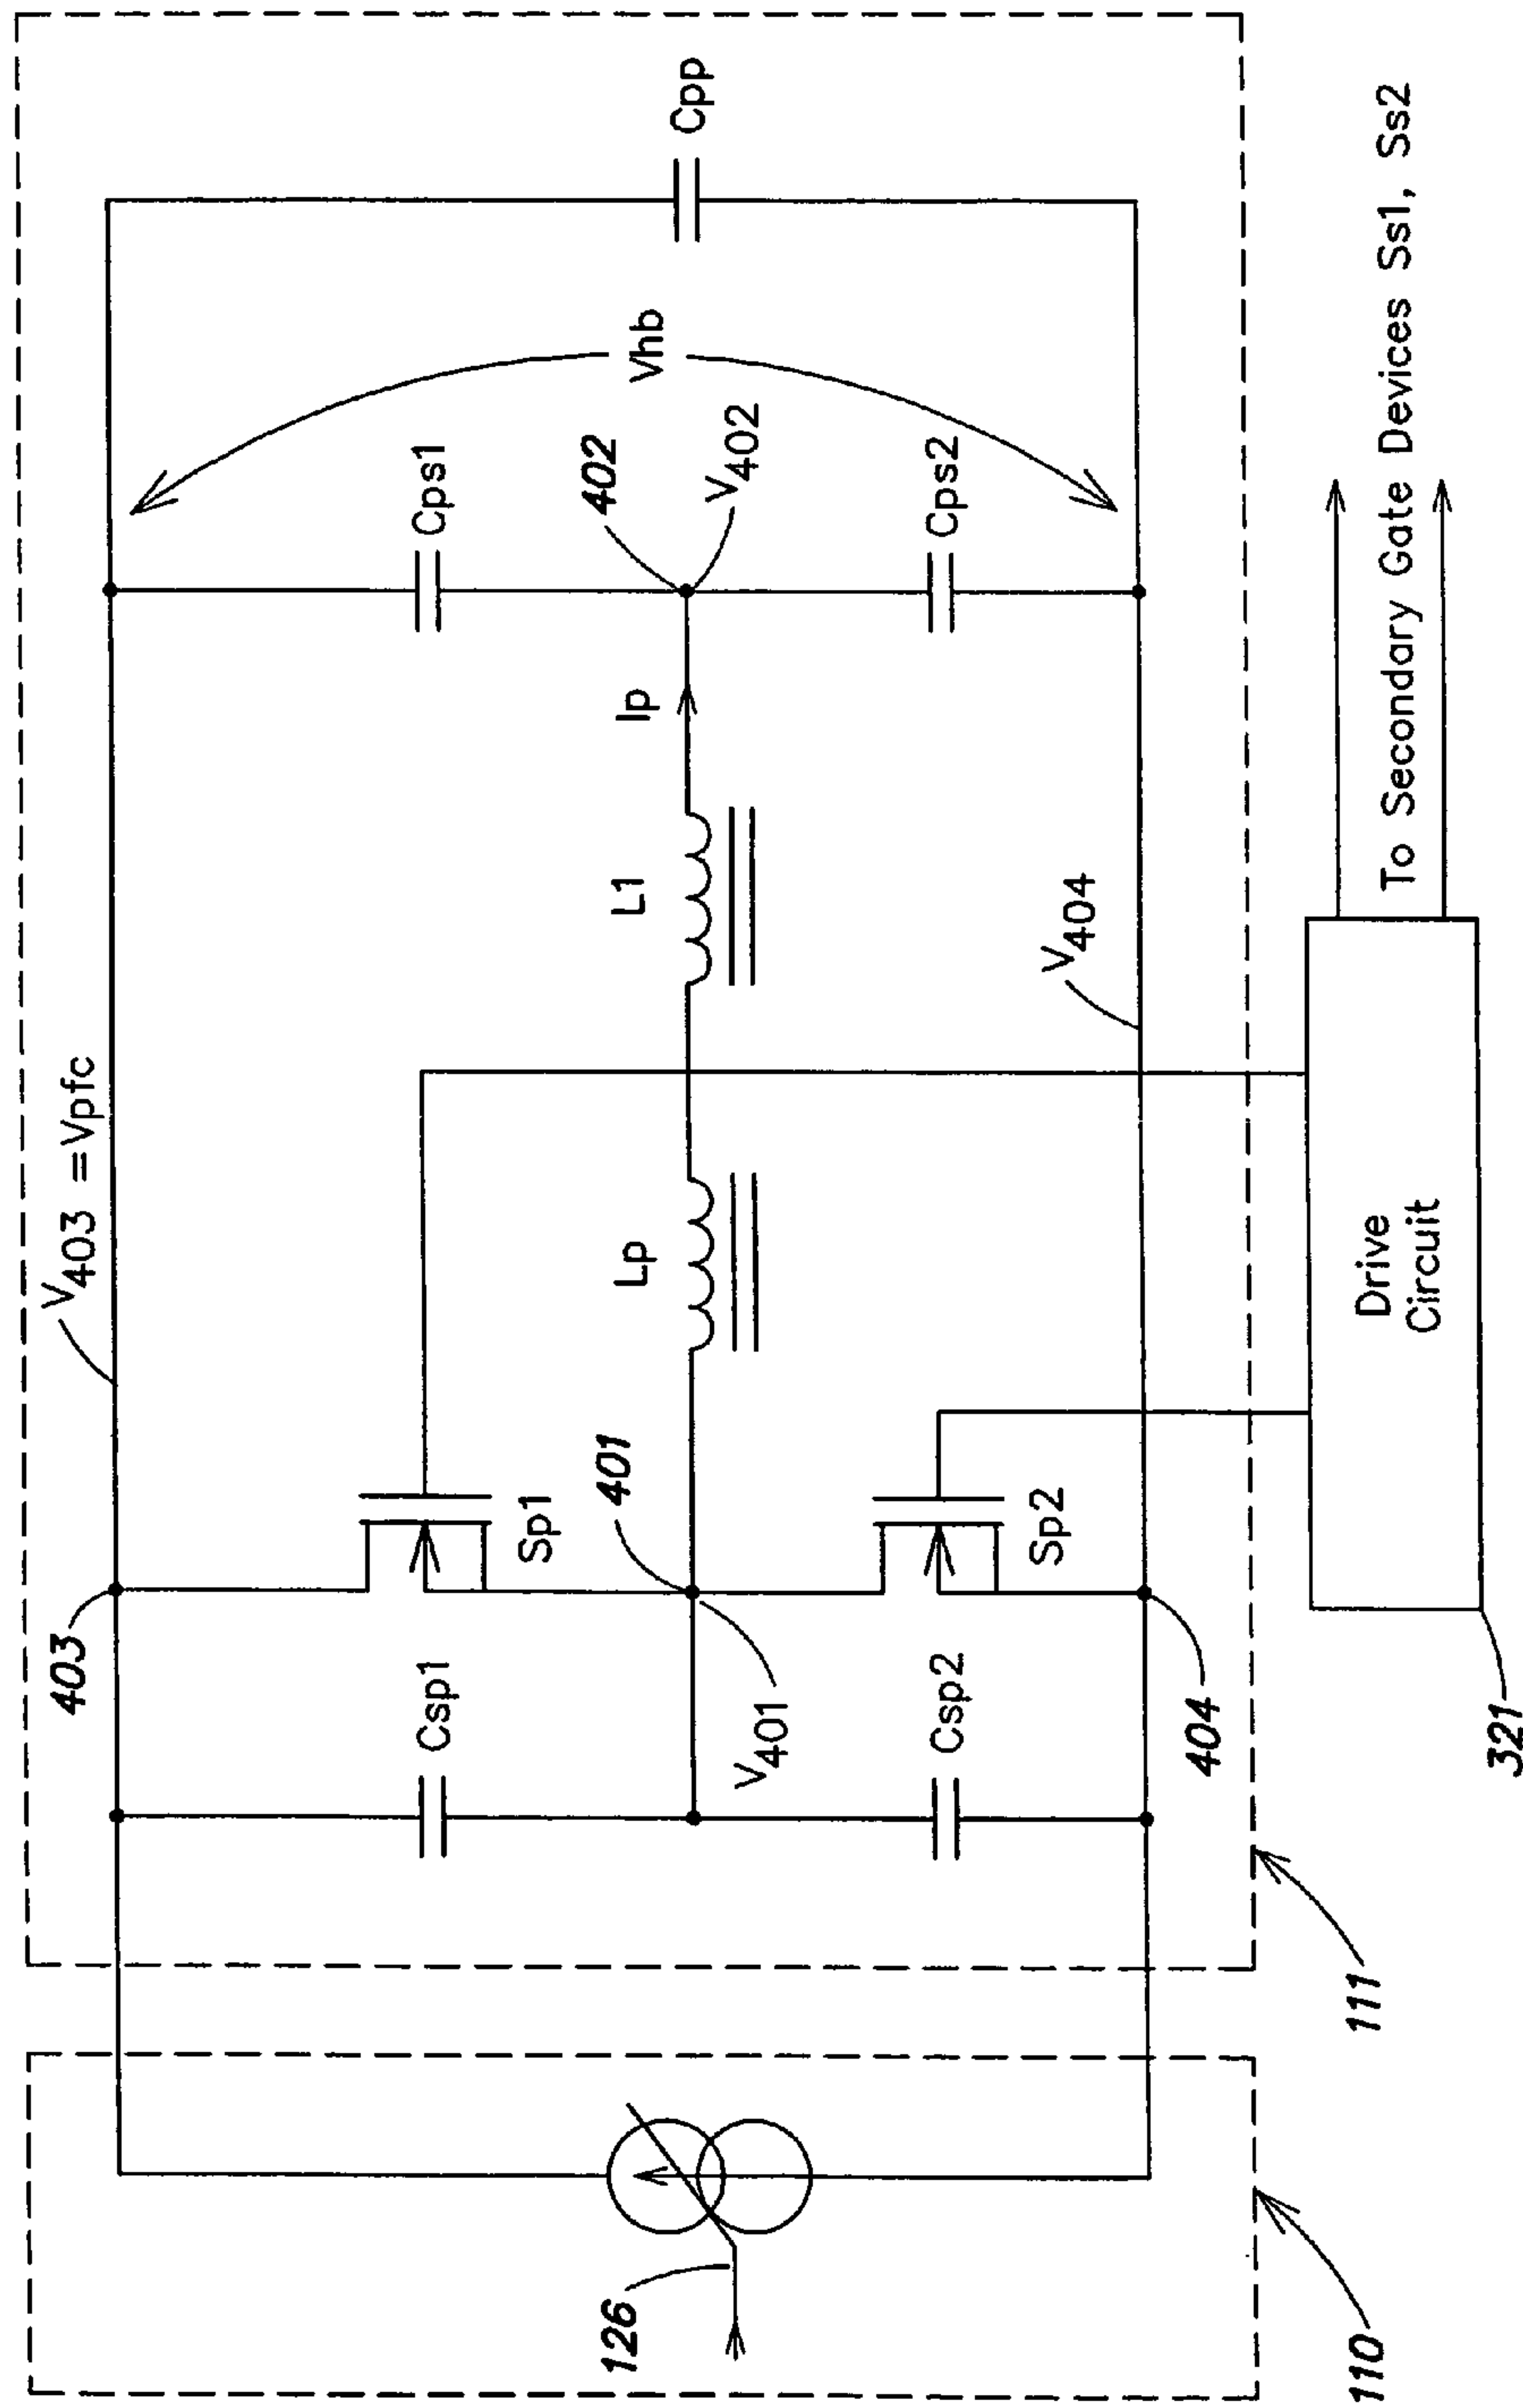 V403 =Vpfc
403
Csp1
Sp1
Cps1
Cpp
401
Lp
L1
Ip
402
Vhb
V402
126
V401
Csp2
Sp2
Cps2
V404
404
Drive
Circuit
To Secondary Gate Devices Ss1, Ss2
110
111
321